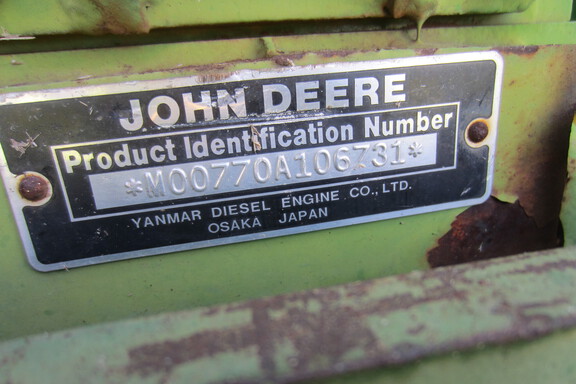 JOHN DEERE
Product Identification Number
*M00770A106731*
YANMAR DIESEL ENGINE CO., LTD.
OSAKA JAPAN